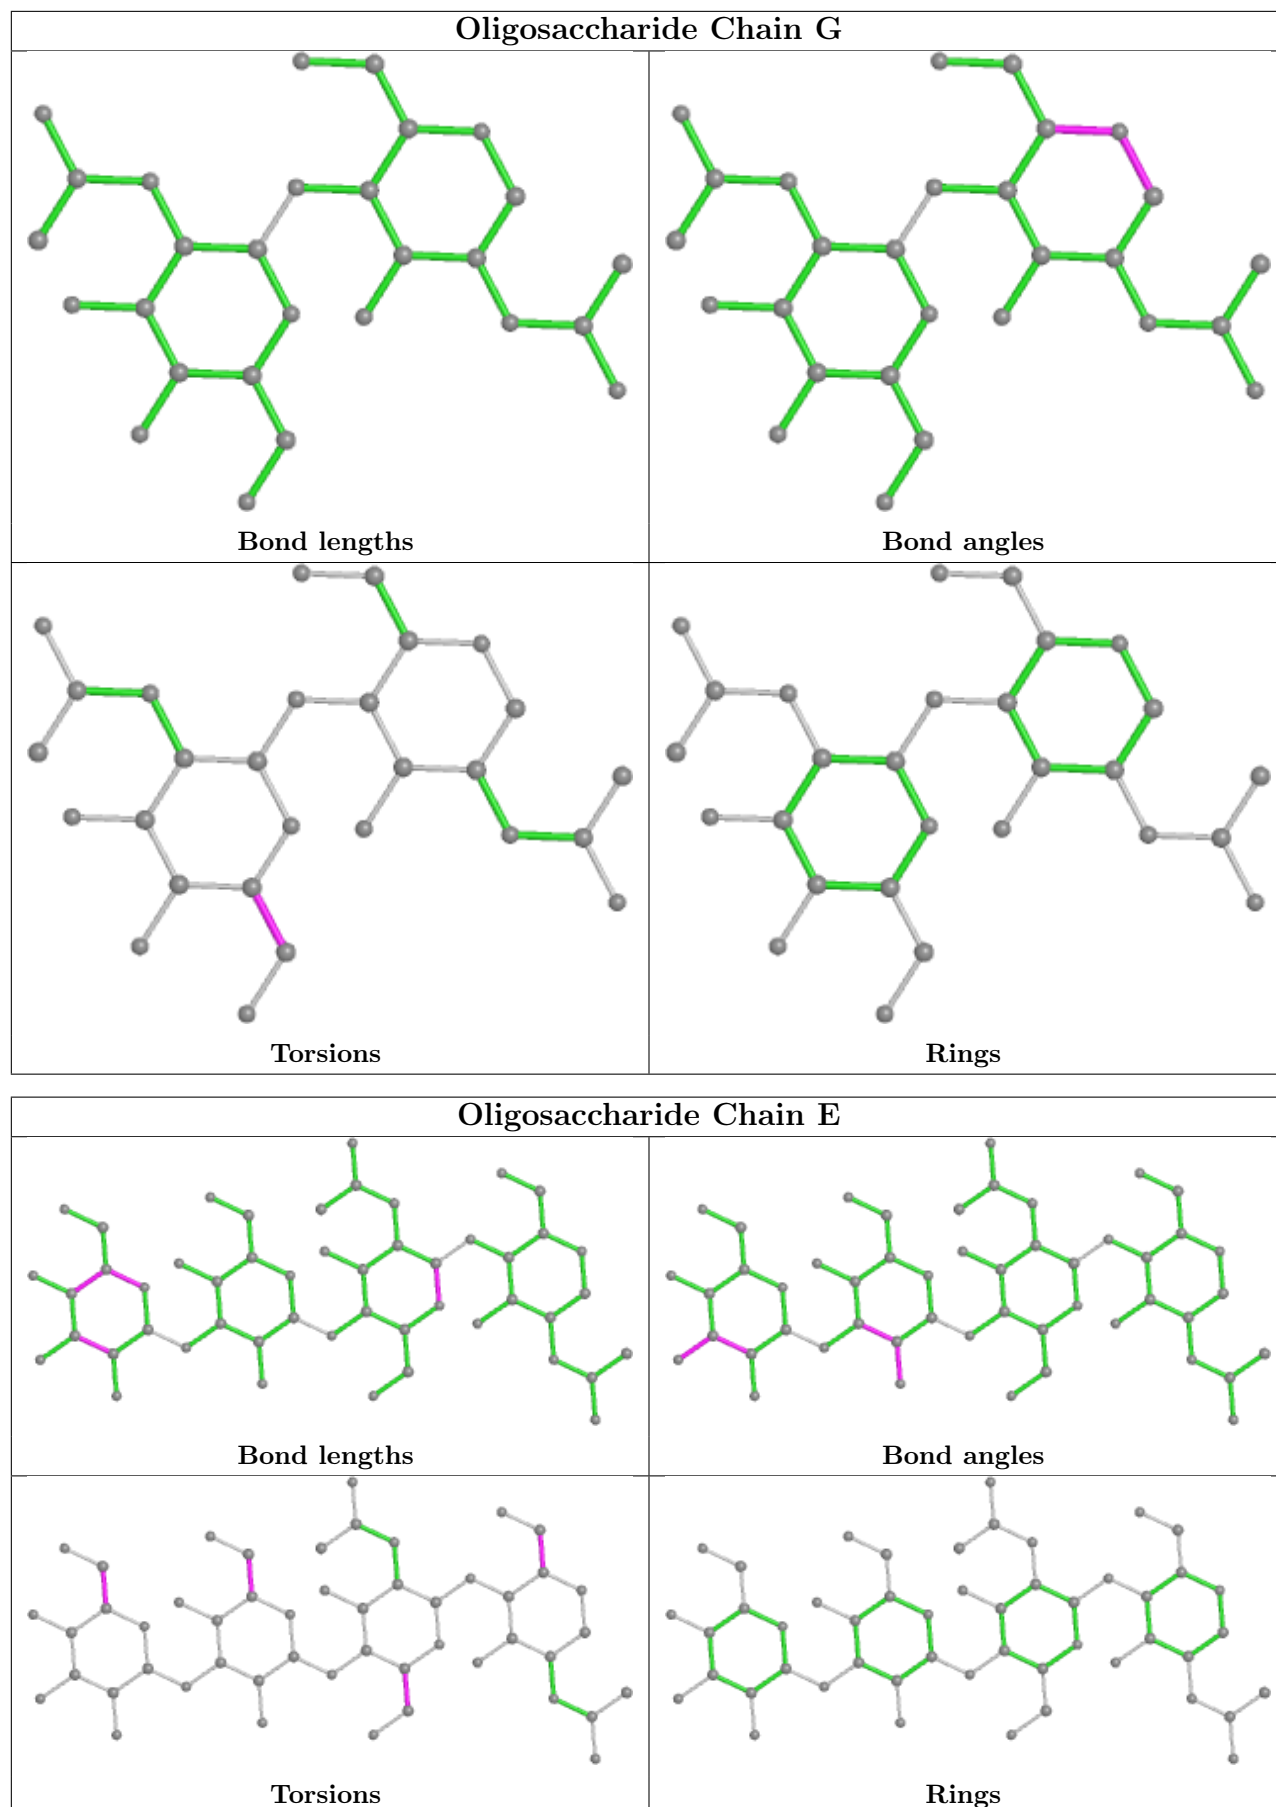 Oligosaccharide Chain G
Bond lengths
Bond angles
Torsions
Rings
Oligosaccharide Chain E
Bond lengths
Bond angles
Torsions
Rings